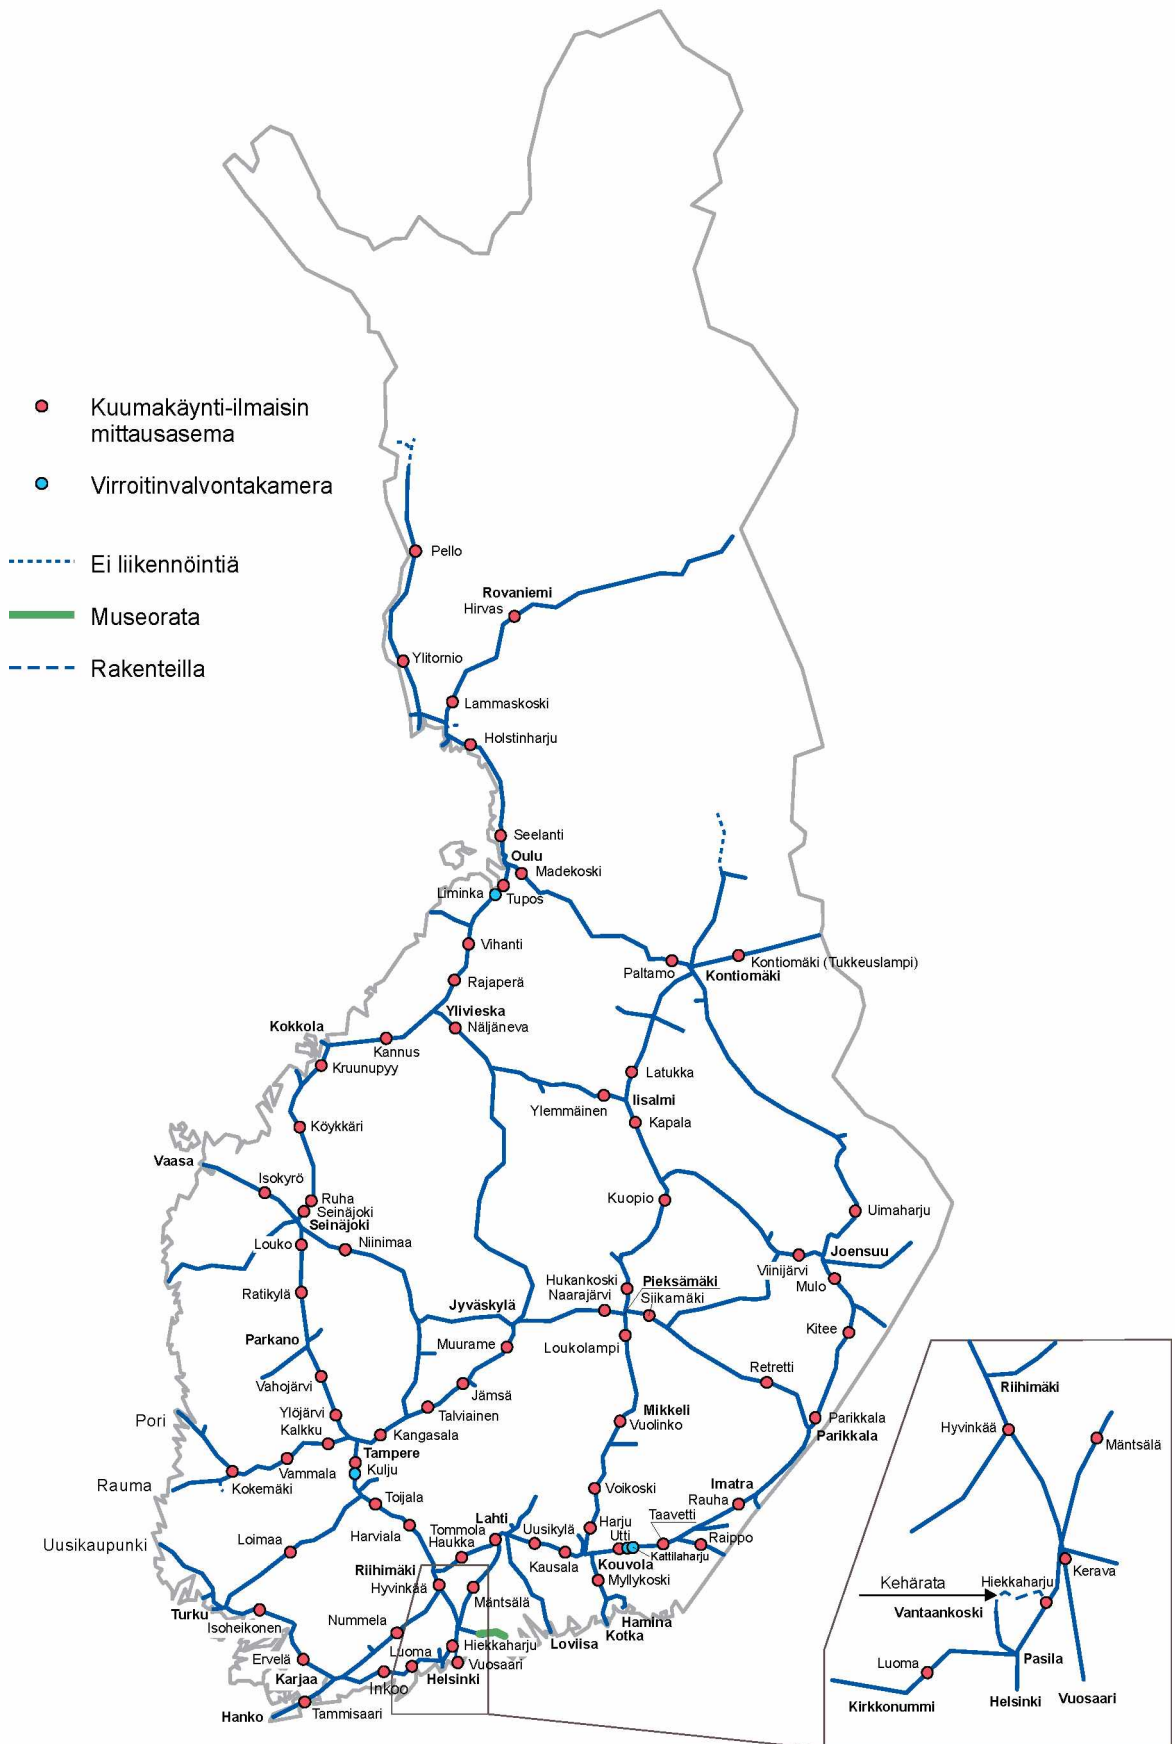 Kuumakäynti-ilmaisin
mittausasema
Virroitinvalvontakamera
Ei liikennöintiä
Museorata
Rakenteilla
Pello
Rovaniemi
Hirvas
Ylitornio
Lammaskoski
Holstinharju
Seelanti
Oulu
Madekoski
Liminka
Tupos
Vihanti
Paltamo
Kontiomäki (Tukkeuslampi)
Kontiomäki
Rajaperä
Ylivieska
Näljäneva
Kokkola
Kannus
Kruunupyy
Latukka
Ylemmäinen
Iisalmi
Kapala
Köykkäri
Vaasa
Isokyrö
Ruha
Seinäjoki
Seinäjoki
Kuopio
Uimaharju
Louko
Niinimaa
Joensuu
Viinijärvi
Mulo
Hukankoski
Pieksämäki
Naarajärvi
Siikamäki
Ratikylä
Jyväskylä
Kitee
Parkano
Muurame
Loukolampi
Retretti
Vahojärvi
Jämsä
Riihimäki
Pori
Ylöjärvi
Talviainen
Mikkeli
Vuolinko
Parikkala
Parikkala
Kalkku
Kangasala
Hyvinkää
Mäntsälä
Tampere
Kulju
Vammala
Rauma
Kokemäki
Voikoski
Imatra
Rauha
Toijala
Lahti
Taavetti
Harju
Uusikylä
Utti
Raippo
Harviala
Tommola
Haukka
Loimaa
Uusikaupunki
Kausala
Kouvola
Kattilaharju
Riihimäki
Hyvinkää
Myllykoski
Kerava
Mäntsälä
Kehärata
Hiekkaharju
Vantaankoski
Turku
Isoheikonen
Nummela
Hamina
Kotka
Loviisa
Luoma
Hiekkaharju
Ervelä
Vuosaari
Karjaa
Helsinki
Inkoo
Pasila
Luoma
Hanko
Tammisaari
Kirkkonummi
Helsinki
Vuosaari